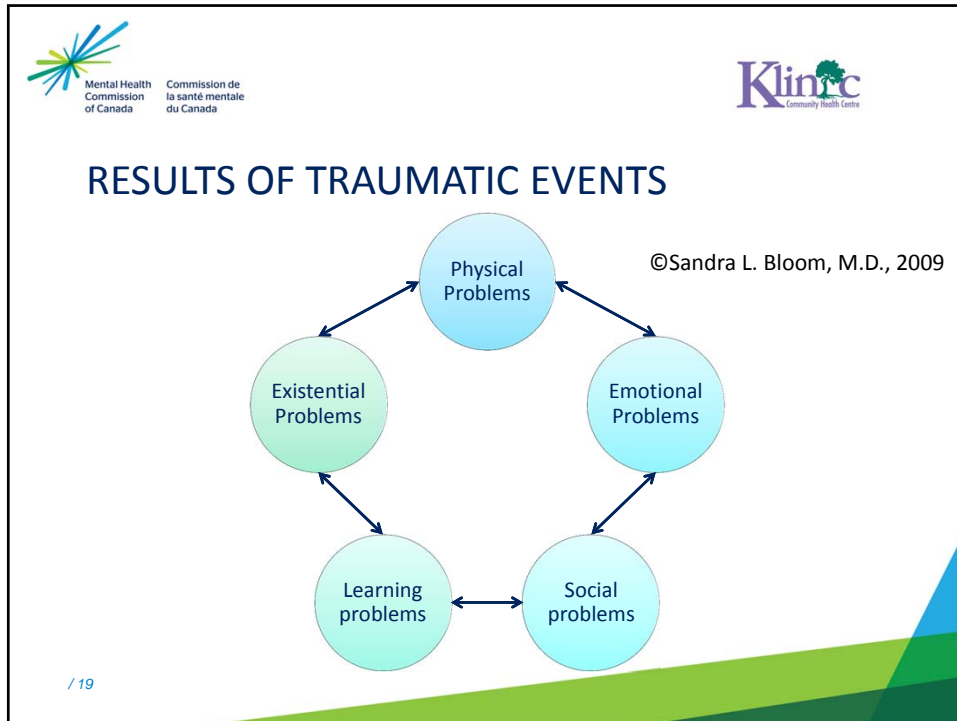 Mental Health
Commission
of Canada
Commission de
la santé mentale
du Canada
Klinic
Community Health Centre
RESULTS OF TRAUMATIC EVENTS
©Sandra L. Bloom, M.D., 2009
Physical
Problems
Existential
Problems
Emotional
Problems
Learning
problems
Social
problems
/ 19